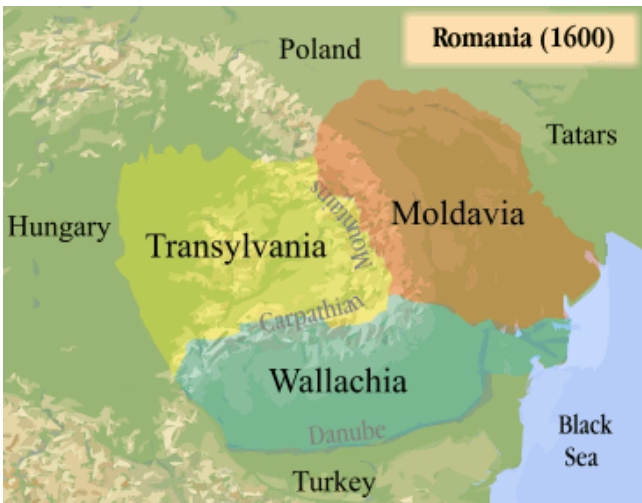 Romania (1600)
Poland
Tatars
Moldavia
Hungary
Transylvania
Carpathian Mountains
Wallachia
Danube
Black
Sea
Turkey